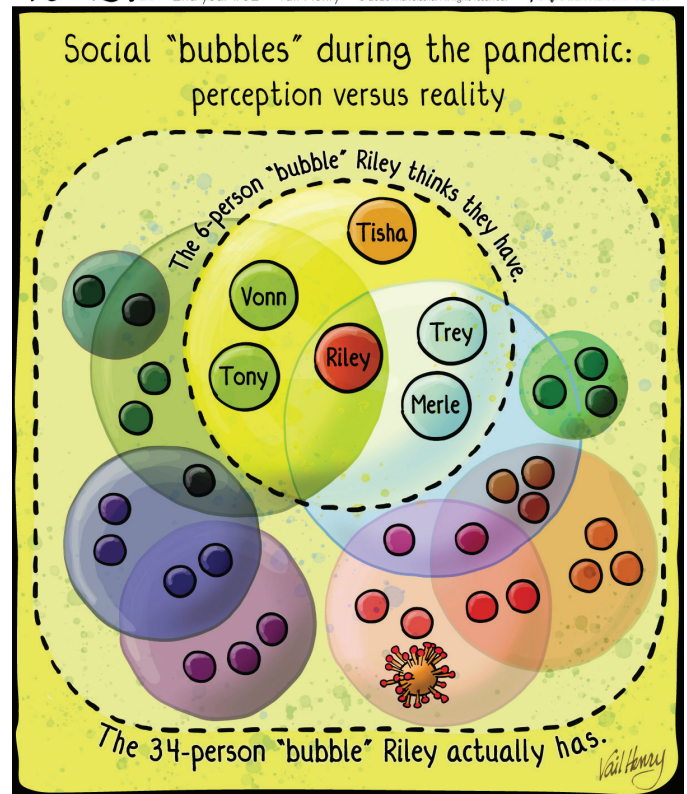 Social "bubbles" during the pandemic:
perception versus reality
The 6-person "bubble" Riley thinks they have.
Tisha
Vonn
Trey
Riley
Tony
Merle
The 34-person "bubble" Riley actually has.
Vail Henry